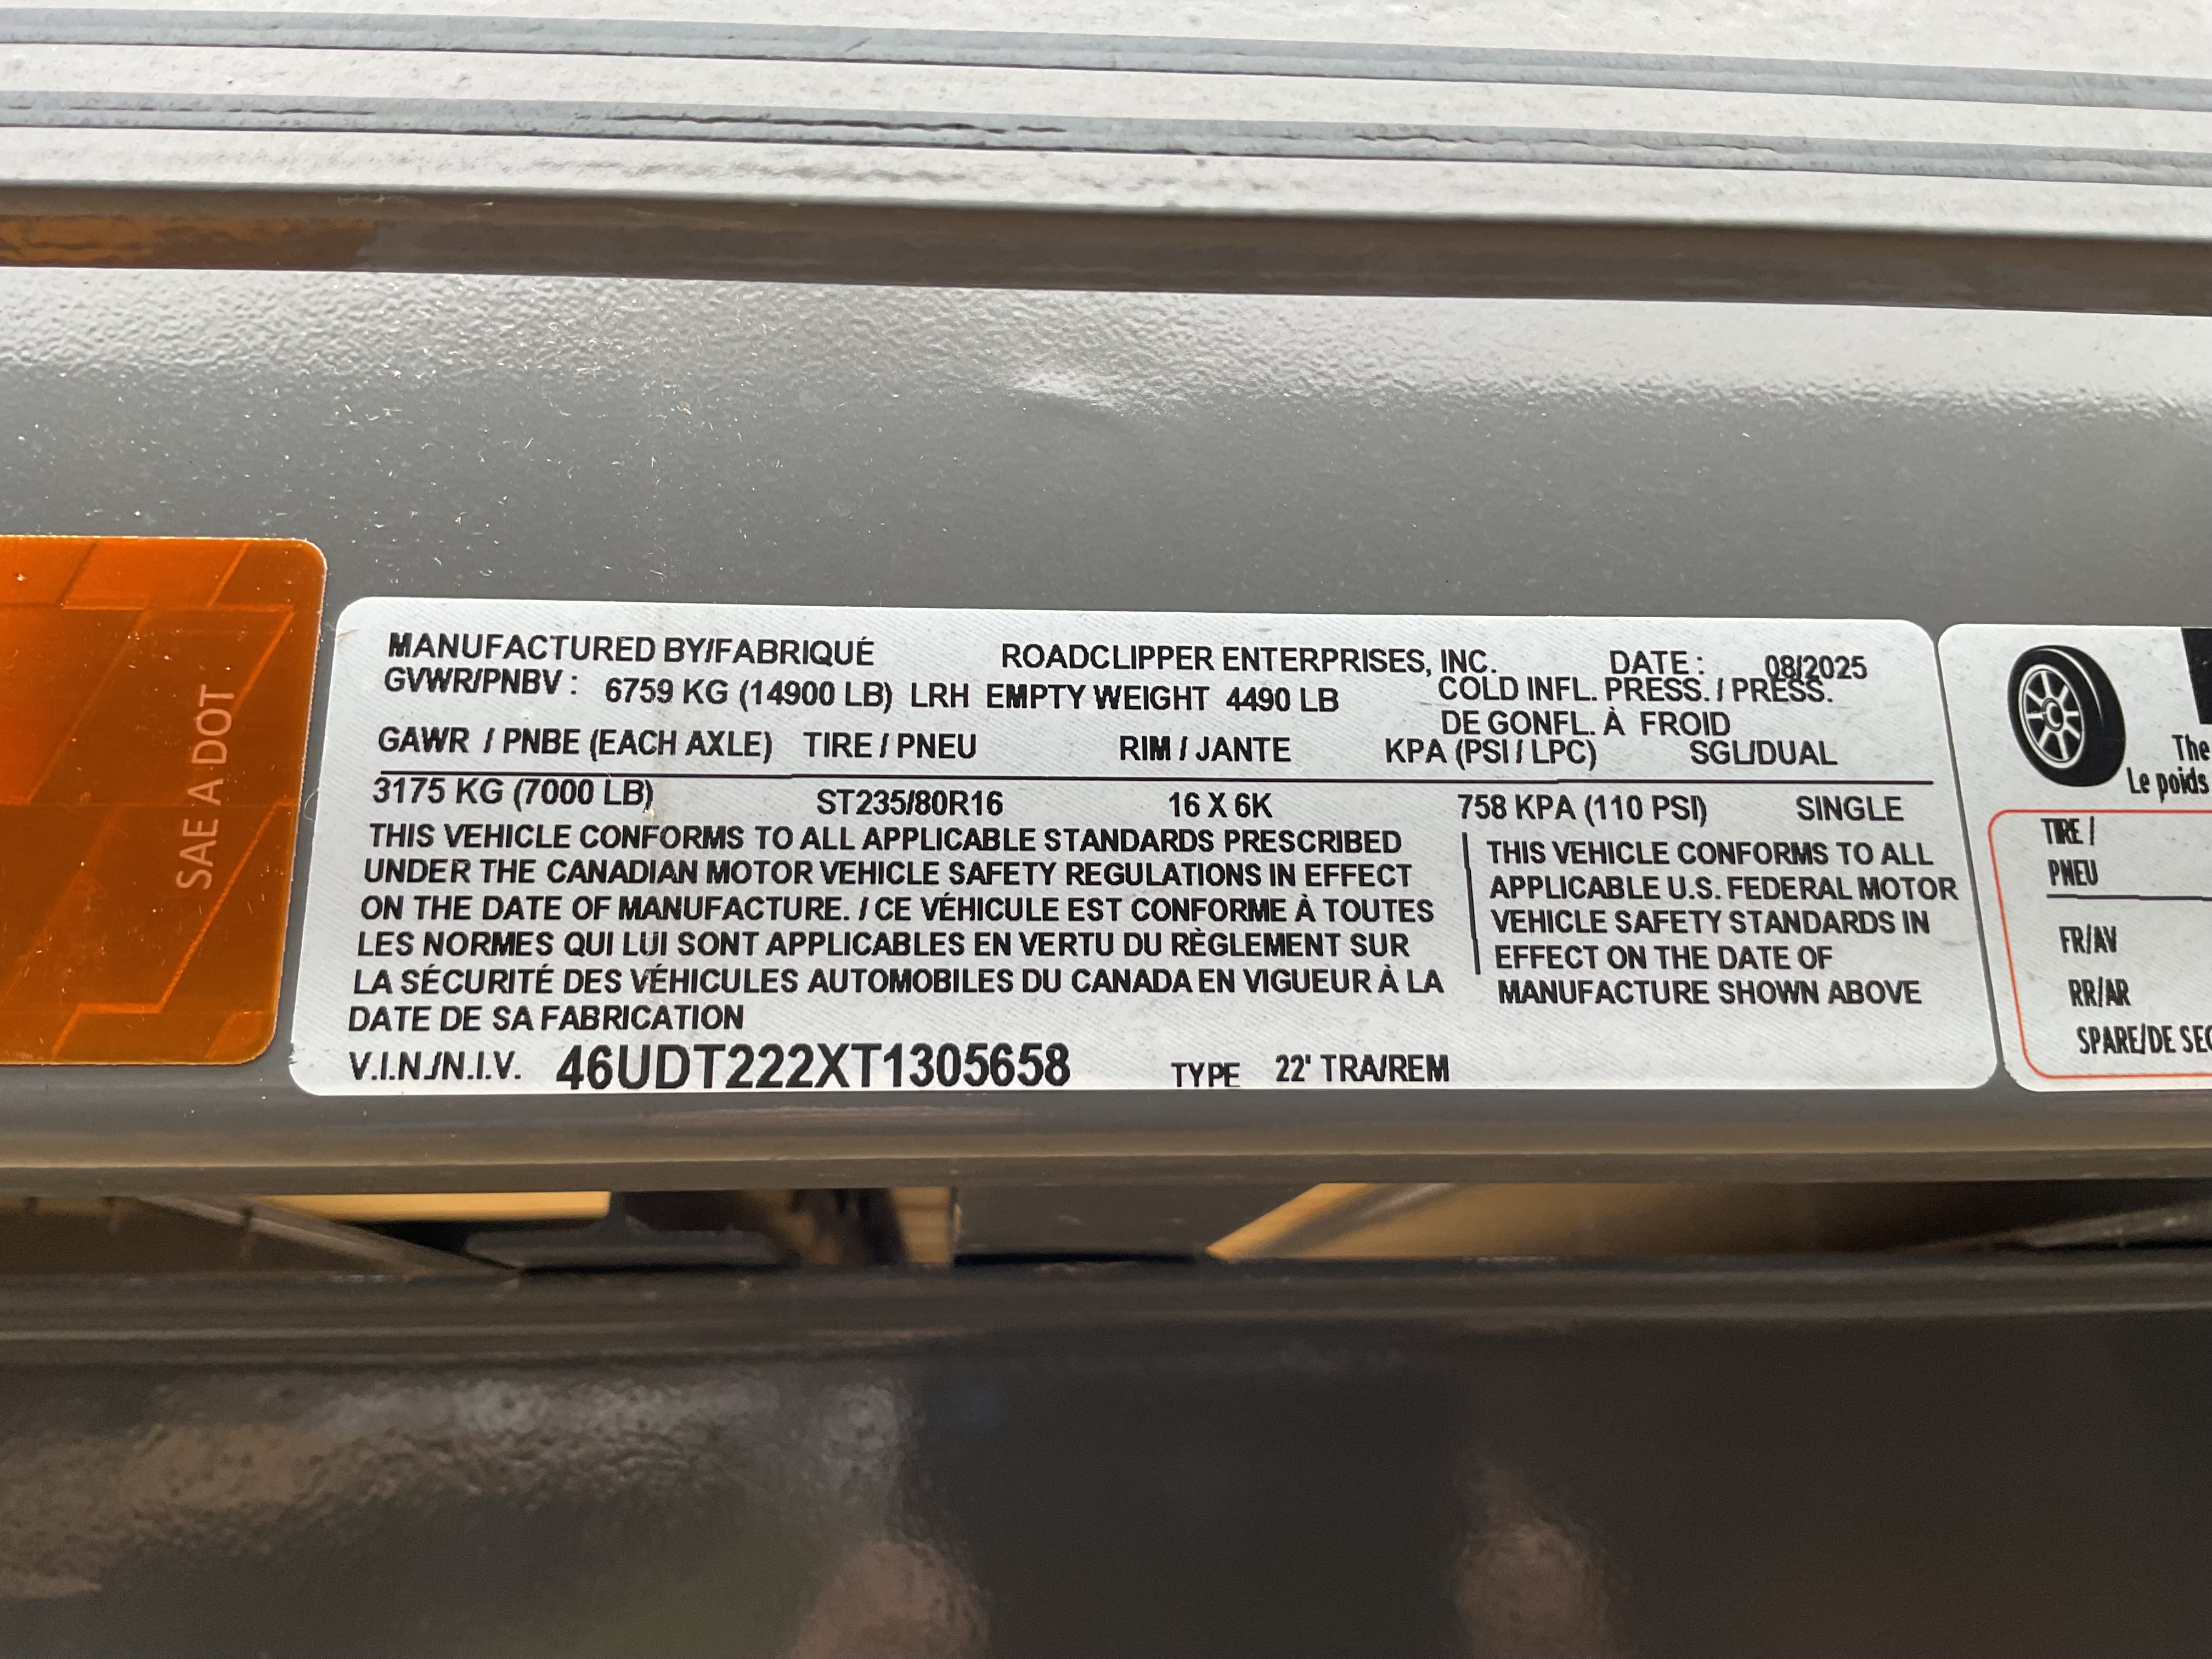 MANUFACTURED BY/FABRIQUÉ ROADCLIPPER ENTERPRISES, INC. DATE : 08/2025
GVWR/PNBV : 6759 KG (14900 LB) LRH EMPTY WEIGHT 4490 LB COLD INFL. PRESS. / PRESS.
DE GONFL. À FROID
GAWR / PNBE (EACH AXLE) TIRE / PNEU RIM / JANTE KPA (PSI / LPC) SGL/DUAL
3175 KG (7000 LB) ST235/80R16 16 X 6K 758 KPA (110 PSI) SINGLE
THIS VEHICLE CONFORMS TO ALL APPLICABLE STANDARDS PRESCRIBED
UNDER THE CANADIAN MOTOR VEHICLE SAFETY REGULATIONS IN EFFECT
ON THE DATE OF MANUFACTURE. / CE VÉHICULE EST CONFORME À TOUTES
LES NORMES QUI LUI SONT APPLICABLES EN VERTU DU RÈGLEMENT SUR
LA SÉCURITÉ DES VÉHICULES AUTOMOBILES DU CANADA EN VIGUEUR À LA
DATE DE SA FABRICATION
THIS VEHICLE CONFORMS TO ALL
APPLICABLE U.S. FEDERAL MOTOR
VEHICLE SAFETY STANDARDS IN
EFFECT ON THE DATE OF
MANUFACTURE SHOWN ABOVE
V.I.N./N.I.V. 46UDT222XT1305658 TYPE 22' TRA/REM
SAE A DOT
The
Le poids
TIRE /
PNEU
FR/AV
RR/AR
SPARE/DE